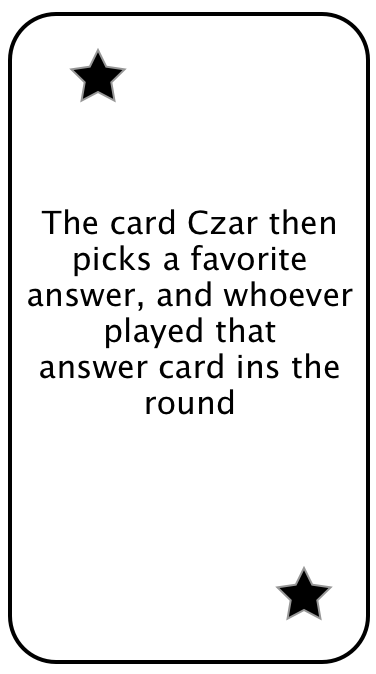 The card Czar then
picks a favorite
answer, and whoever
played that
answer card ins the
round